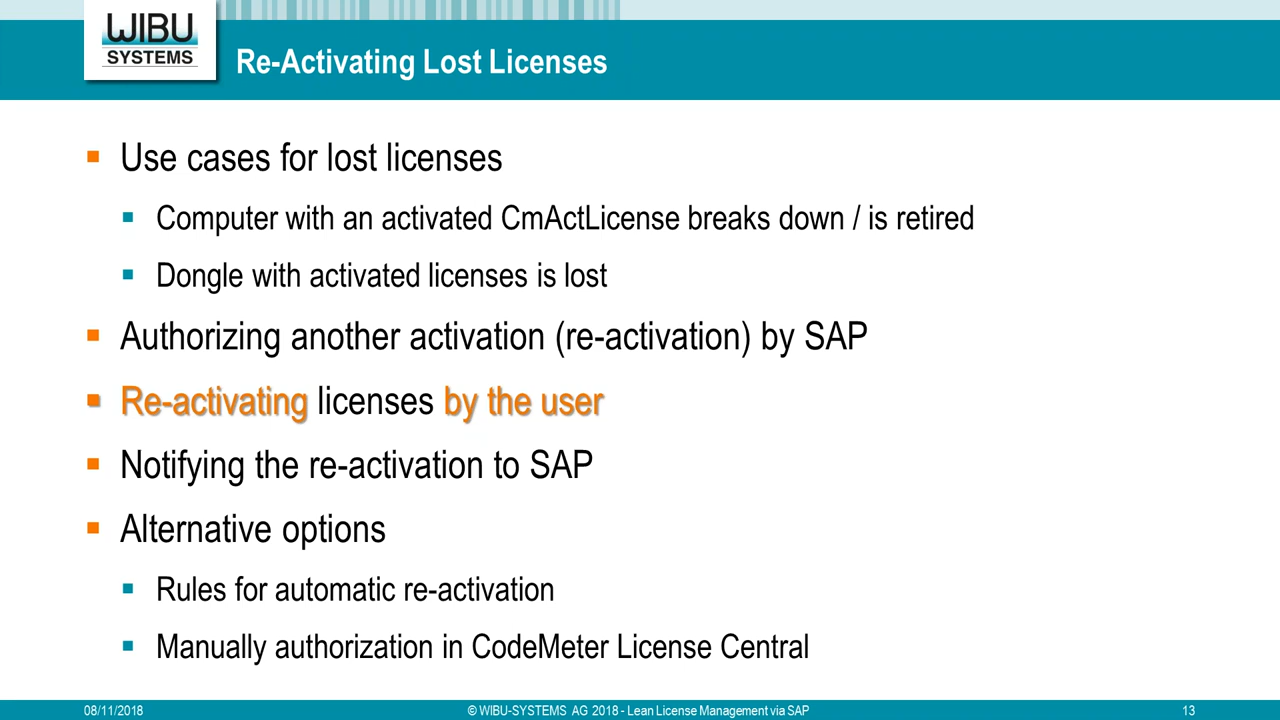 WIBU
SYSTEMS
Re-Activating Lost Licenses
Use cases for lost licenses
Computer with an activated CmActLicense breaks down / is retired
Dongle with activated licenses is lost
Authorizing another activation (re-activation) by SAP
Re-activating licenses by the user
Notifying the re-activation to SAP
Alternative options
Rules for automatic re-activation
Manually authorization in CodeMeter License Central
08/11/2018 © WIBU-SYSTEMS AG 2018 - Lean License Management via SAP 13